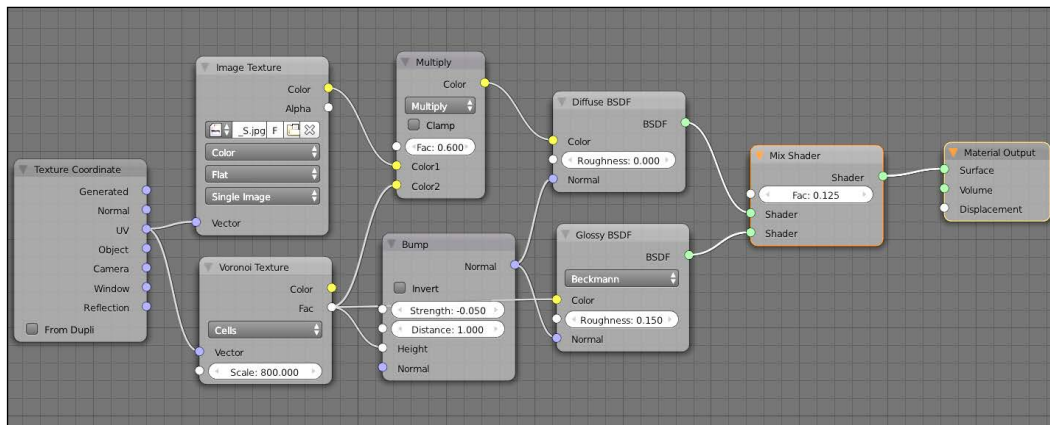 Texture Coordinate
Generated
Normal
UV
Object
Camera
Window
Reflection
From Dupli
Image Texture
Color
Alpha
_S.jpg F
Color
Flat
Single Image
Vector
Voronoi Texture
Color
Fac
Cells
Vector
Scale: 800.000
Multiply
Color
Multiply
Clamp
Fac: 0.600
Color1
Color2
Bump
Normal
Invert
Strength: -0.050
Distance: 1.000
Height
Normal
Diffuse BSDF
BSDF
Color
Roughness: 0.000
Normal
Glossy BSDF
BSDF
Beckmann
Color
Roughness: 0.150
Normal
Mix Shader
Shader
Fac: 0.125
Shader
Shader
Material Output
Surface
Volume
Displacement